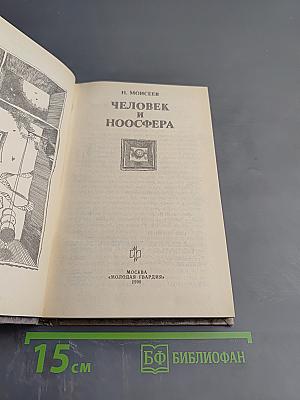 Н. МОИСЕЕВ
ЧЕЛОВЕК
И
НООСФЕРА
МОСКВА
«МОЛОДАЯ ГВАРДИЯ»
1990
15 см
БФ БИБЛИОФАН